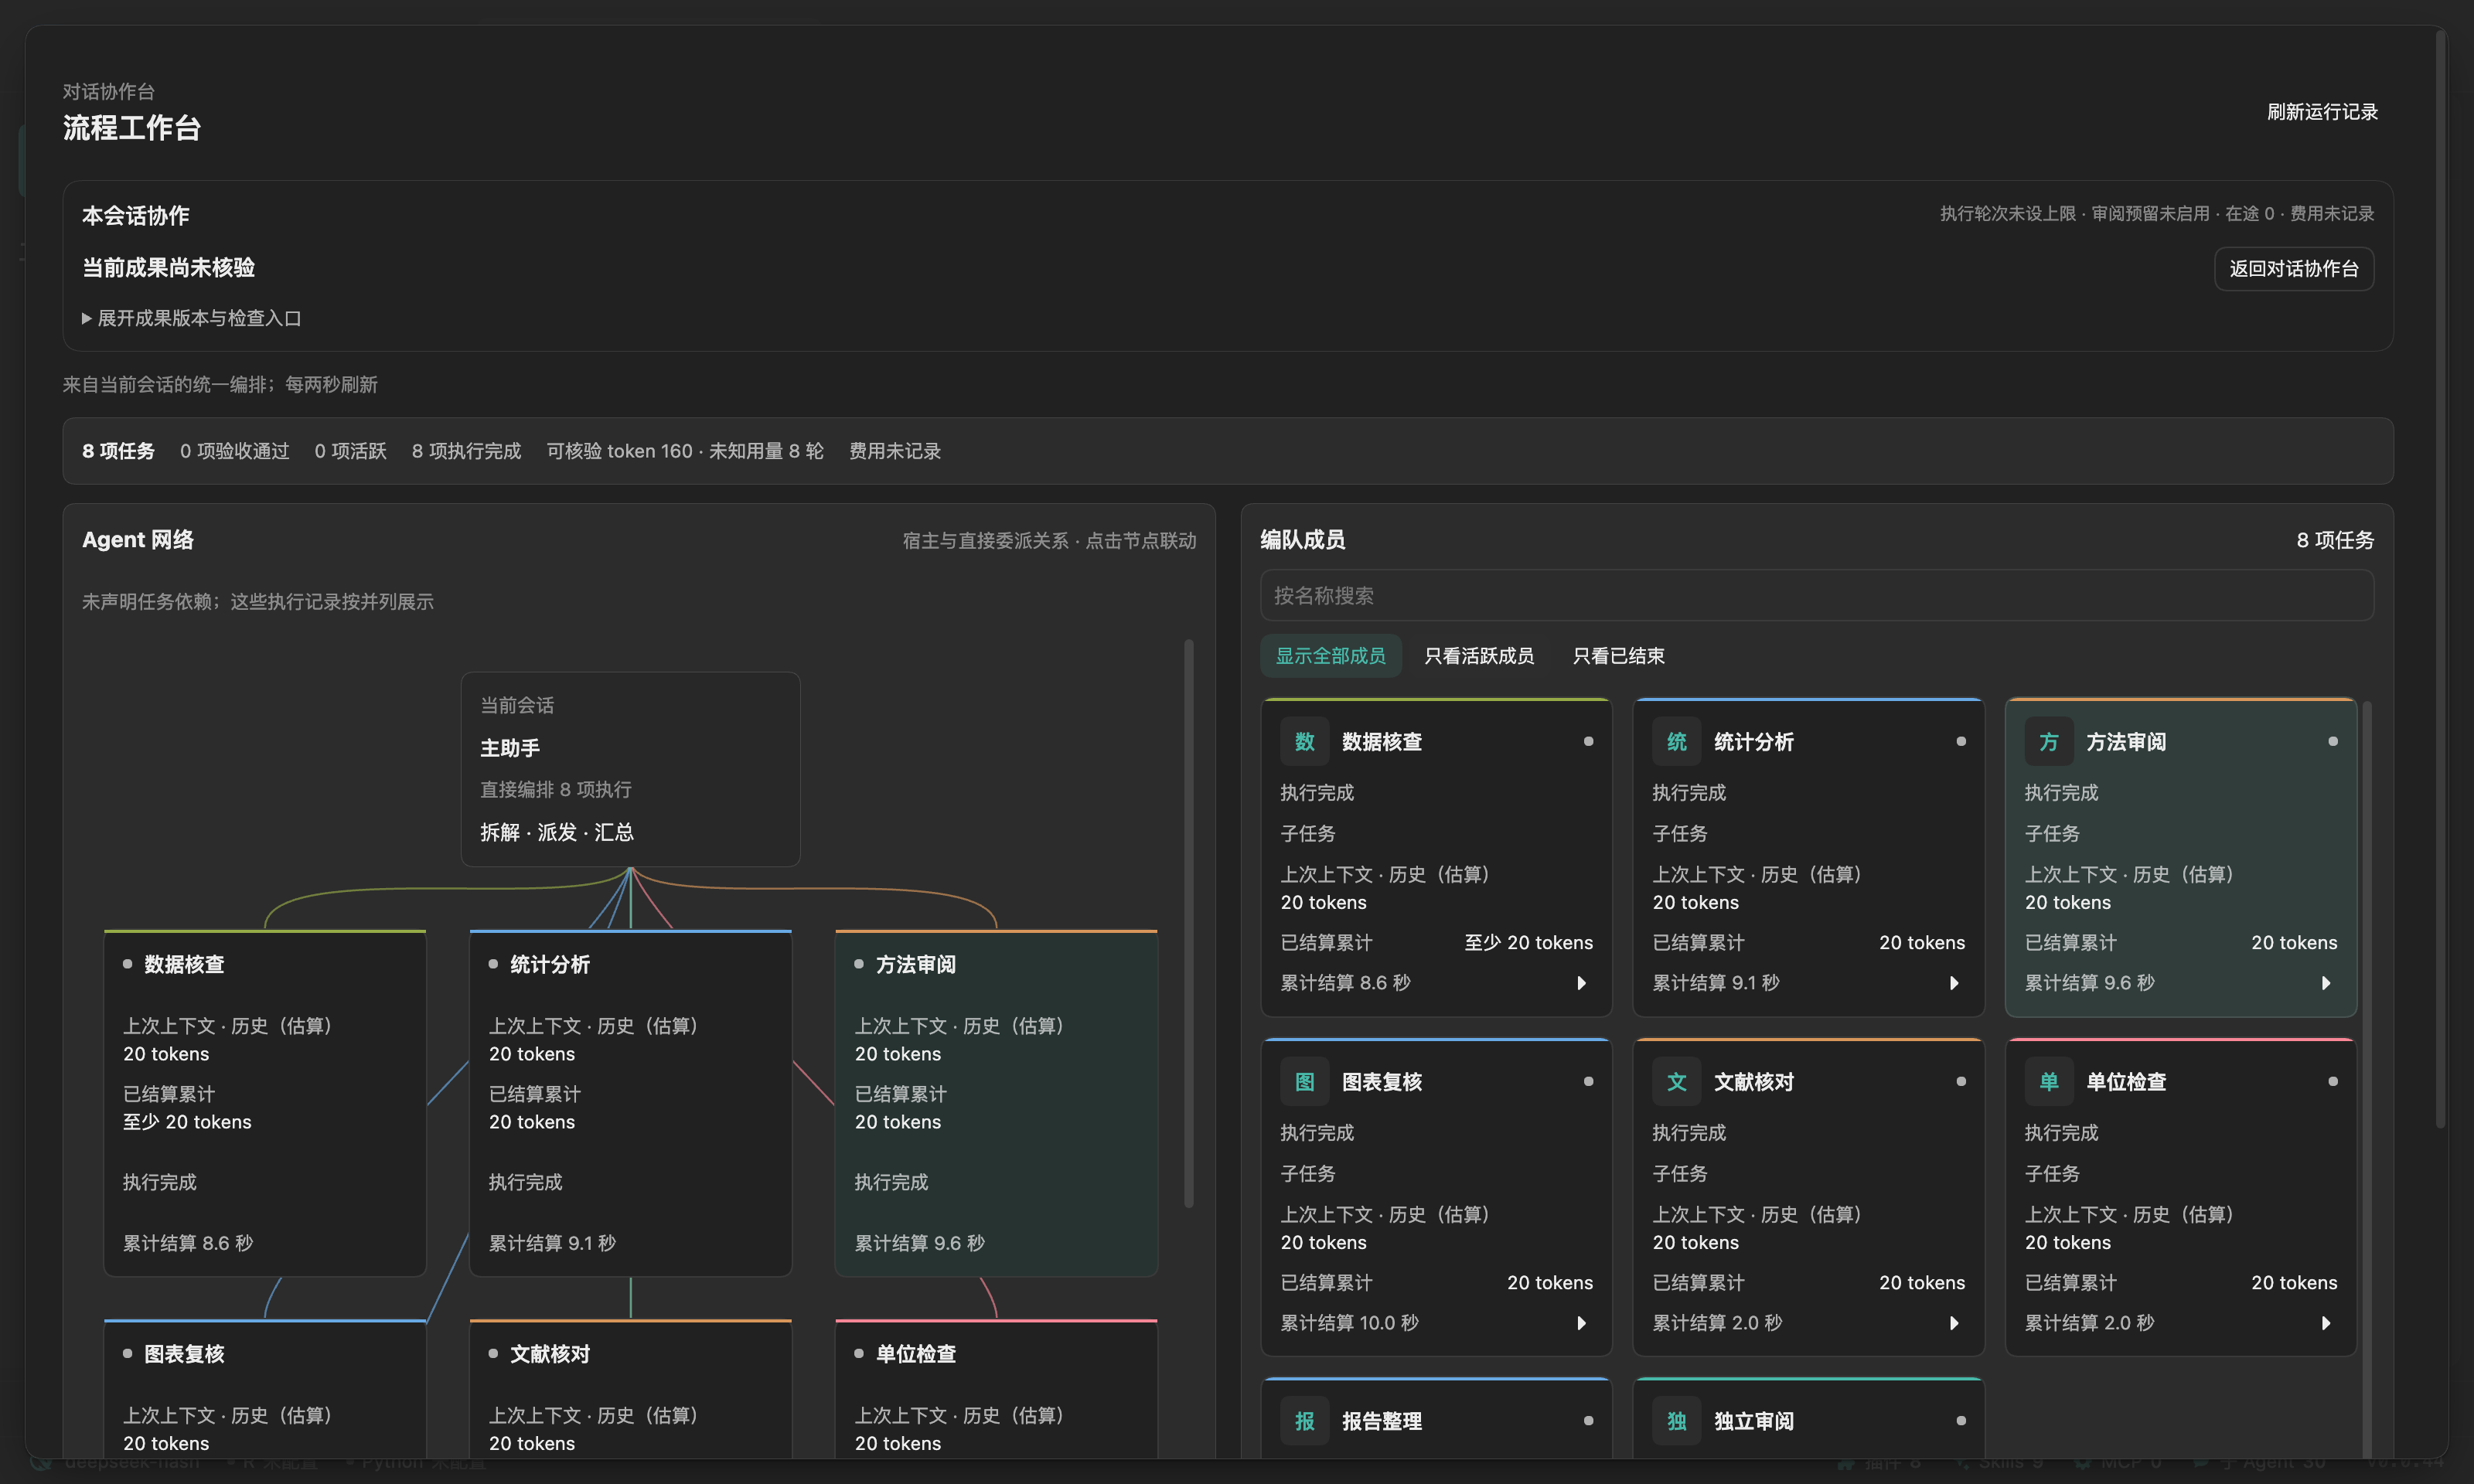 对话协作台
流程工作台
刷新运行记录
本会话协作
执行轮次未设上限 · 审阅预留未启用 · 在途 0 · 费用未记录
当前成果尚未核验
返回对话协作台
展开成果版本与检查入口
来自当前会话的统一编排；每两秒刷新
8 项任务 0 项验收通过 0 项活跃 8 项执行完成 可核验 token 160 · 未知用量 8 轮 费用未记录
Agent 网络
宿主与直接委派关系 · 点击节点联动
未声明任务依赖；这些执行记录按并列展示
当前会话
主助手
直接编排 8 项执行
拆解 · 派发 · 汇总
数据核查
上次上下文 · 历史（估算）
20 tokens
已结算累计
至少 20 tokens
执行完成
累计结算 8.6 秒
统计分析
上次上下文 · 历史（估算）
20 tokens
已结算累计
20 tokens
执行完成
累计结算 9.1 秒
方法审阅
上次上下文 · 历史（估算）
20 tokens
已结算累计
20 tokens
执行完成
累计结算 9.6 秒
图表复核
上次上下文 · 历史（估算）
20 tokens
文献核对
上次上下文 · 历史（估算）
20 tokens
单位检查
上次上下文 · 历史（估算）
20 tokens
编队成员
8 项任务
按名称搜索
显示全部成员 只看活跃成员 只看已结束
数 数据核查
执行完成
子任务
上次上下文 · 历史（估算）
20 tokens
已结算累计 至少 20 tokens
累计结算 8.6 秒
统 统计分析
执行完成
子任务
上次上下文 · 历史（估算）
20 tokens
已结算累计 20 tokens
累计结算 9.1 秒
方 方法审阅
执行完成
子任务
上次上下文 · 历史（估算）
20 tokens
已结算累计 20 tokens
累计结算 9.6 秒
图 图表复核
执行完成
子任务
上次上下文 · 历史（估算）
20 tokens
已结算累计 20 tokens
累计结算 10.0 秒
文 文献核对
执行完成
子任务
上次上下文 · 历史（估算）
20 tokens
已结算累计 20 tokens
累计结算 2.0 秒
单 单位检查
执行完成
子任务
上次上下文 · 历史（估算）
20 tokens
已结算累计 20 tokens
累计结算 2.0 秒
报 报告整理
独 独立审阅